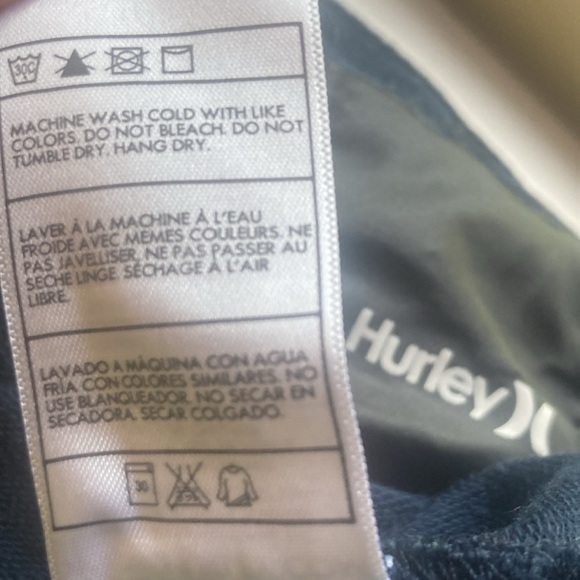 30C
MACHINE WASH COLD WITH LIKE
COLORS. DO NOT BLEACH. DO NOT
TUMBLE DRY. HANG DRY.
LAVER À LA MACHINE À L'EAU
FROIDE AVEC MEMES COULEURS. NE
PAS JAVELLISER. NE PAS PASSER AU
SECHE LINGE. SÉCHAGE À L'AIR
LIBRE.
LAVADO A MÀQUINA CON AGUA
FRÍA CON COLORES SIMILARES. NO
USE BLANQUEADOR. NO SECAR EN
SECADORA. SECAR COLGADO.
30
Hurley